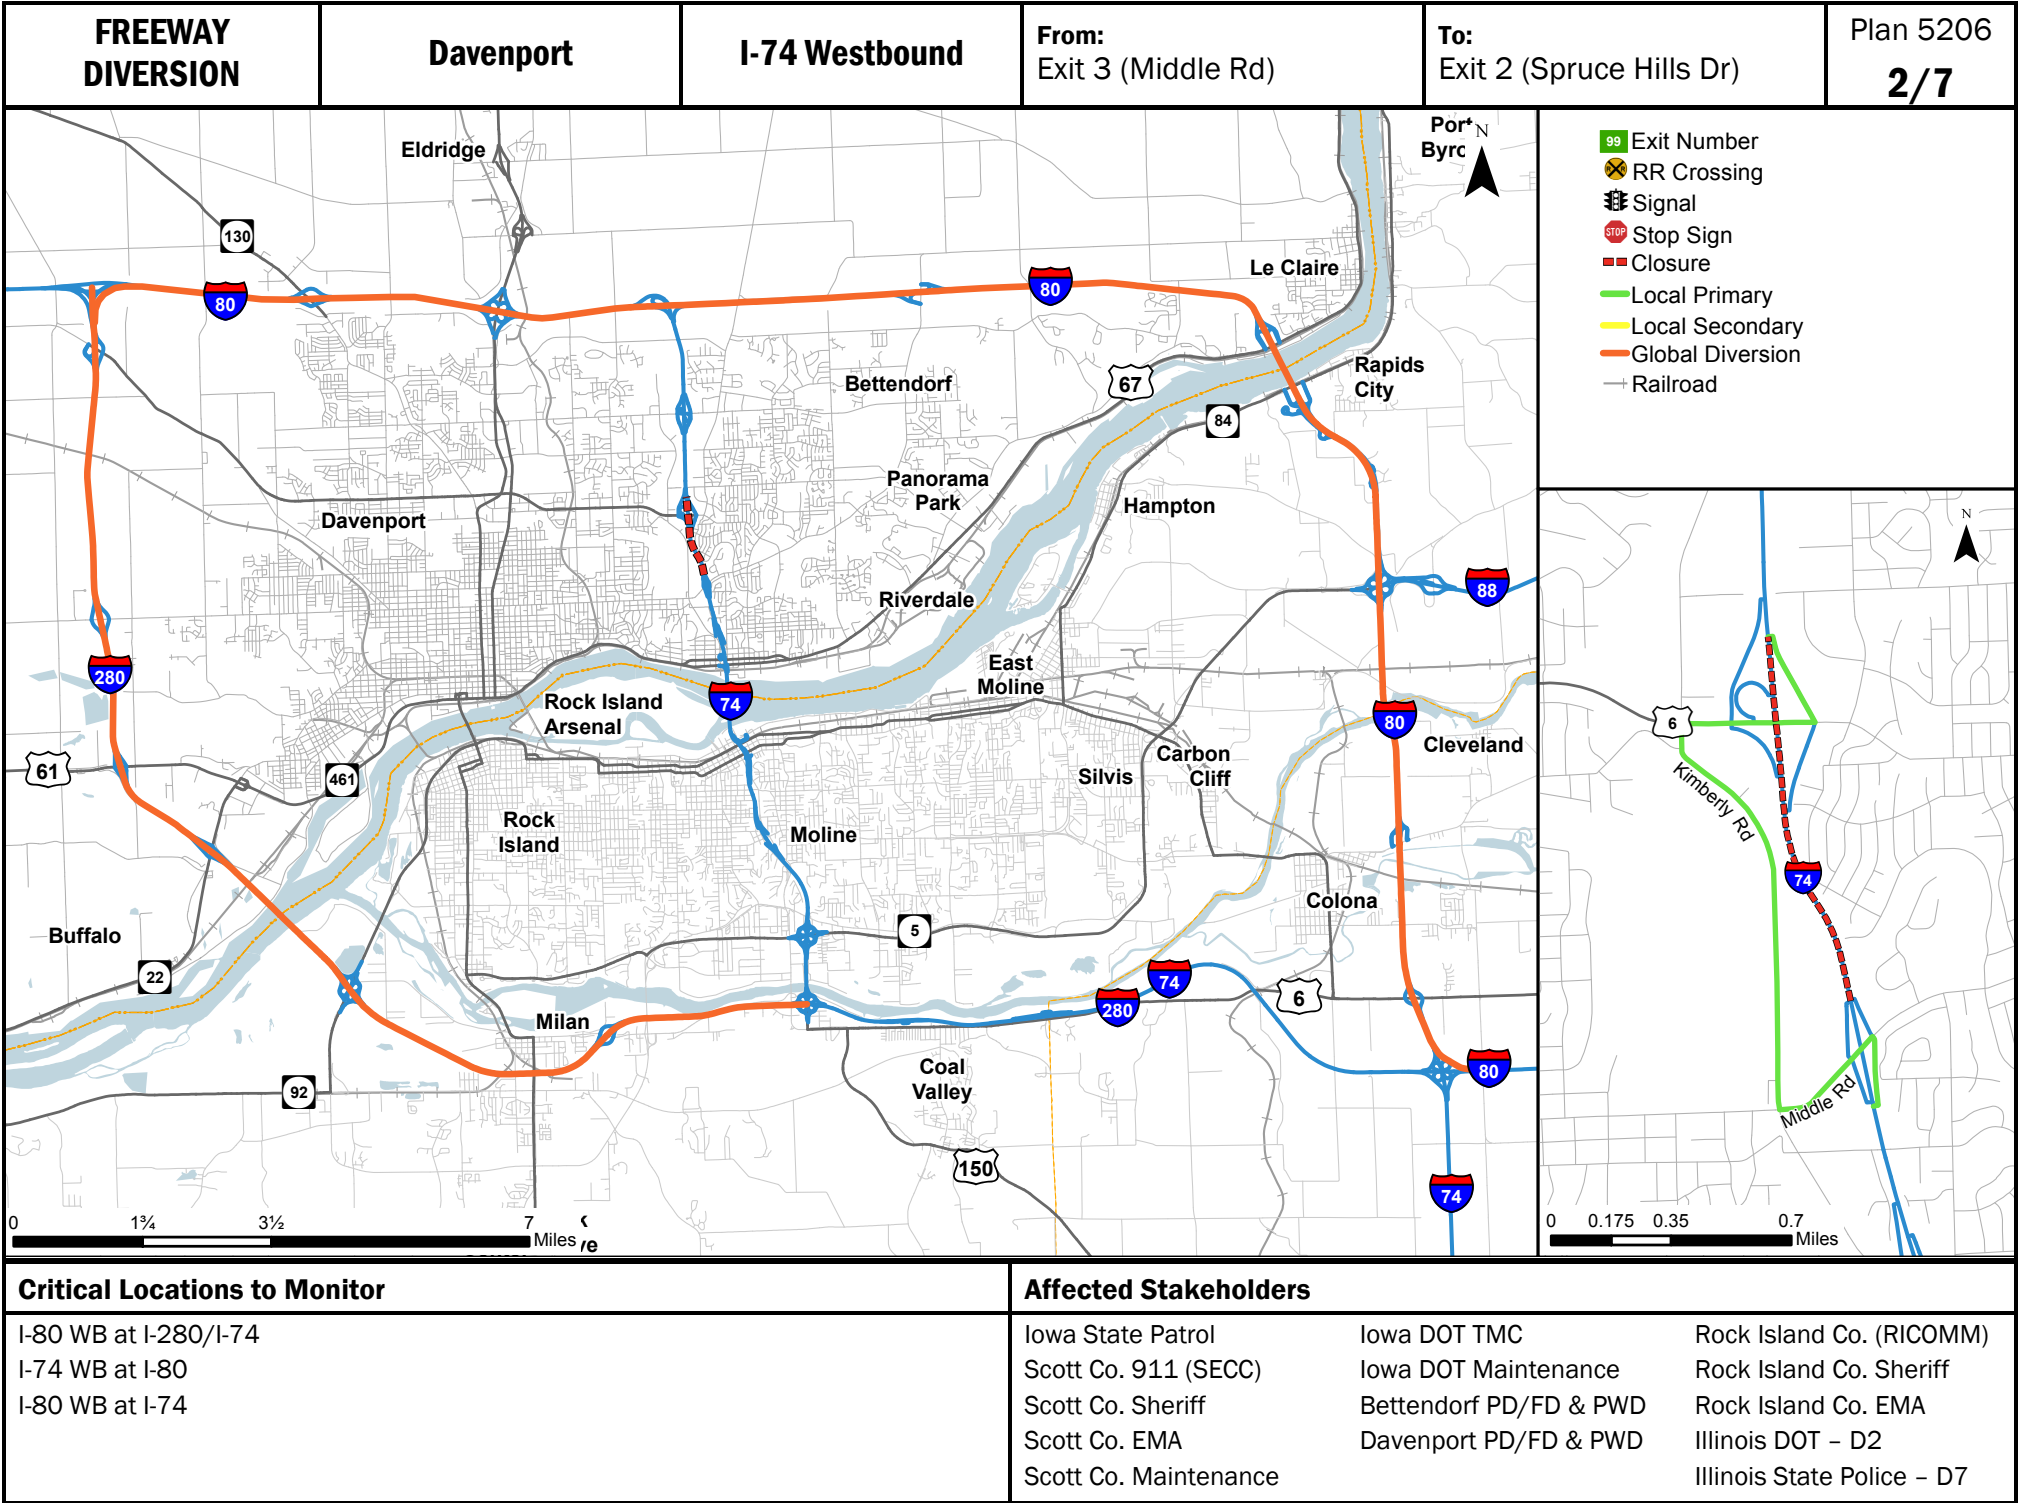 FREEWAY
DIVERSION
Davenport
I-74 Westbound
From:
Exit 3 (Middle Rd)
To:
Exit 2 (Spruce Hills Dr)
Plan 5206
2/7
Eldridge
Port
Byro
N
130
80
80
Le Claire
Rapids
City
67
84
Bettendorf
Panorama
Park
Hampton
Davenport
88
Riverdale
280
East
Moline
74
Rock Island
Arsenal
80
Cleveland
61
461
Carbon
Cliff
Silvis
Rock
Island
Moline
Colona
Buffalo
5
22
74
280
6
Milan
80
Coal
Valley
92
150
74
0
1¾
3½
7
Miles
99 Exit Number
RR Crossing
Signal
STOP Stop Sign
Closure
Local Primary
Local Secondary
Global Diversion
Railroad
N
6
Kimberly Rd
74
Middle Rd
0
0.175
0.35
0.7
Miles
Critical Locations to Monitor
I-80 WB at I-280/I-74
I-74 WB at I-80
I-80 WB at I-74
Affected Stakeholders
Iowa State Patrol
Scott Co. 911 (SECC)
Scott Co. Sheriff
Scott Co. EMA
Scott Co. Maintenance
Iowa DOT TMC
Iowa DOT Maintenance
Bettendorf PD/FD & PWD
Davenport PD/FD & PWD
Rock Island Co. (RICOMM)
Rock Island Co. Sheriff
Rock Island Co. EMA
Illinois DOT – D2
Illinois State Police – D7